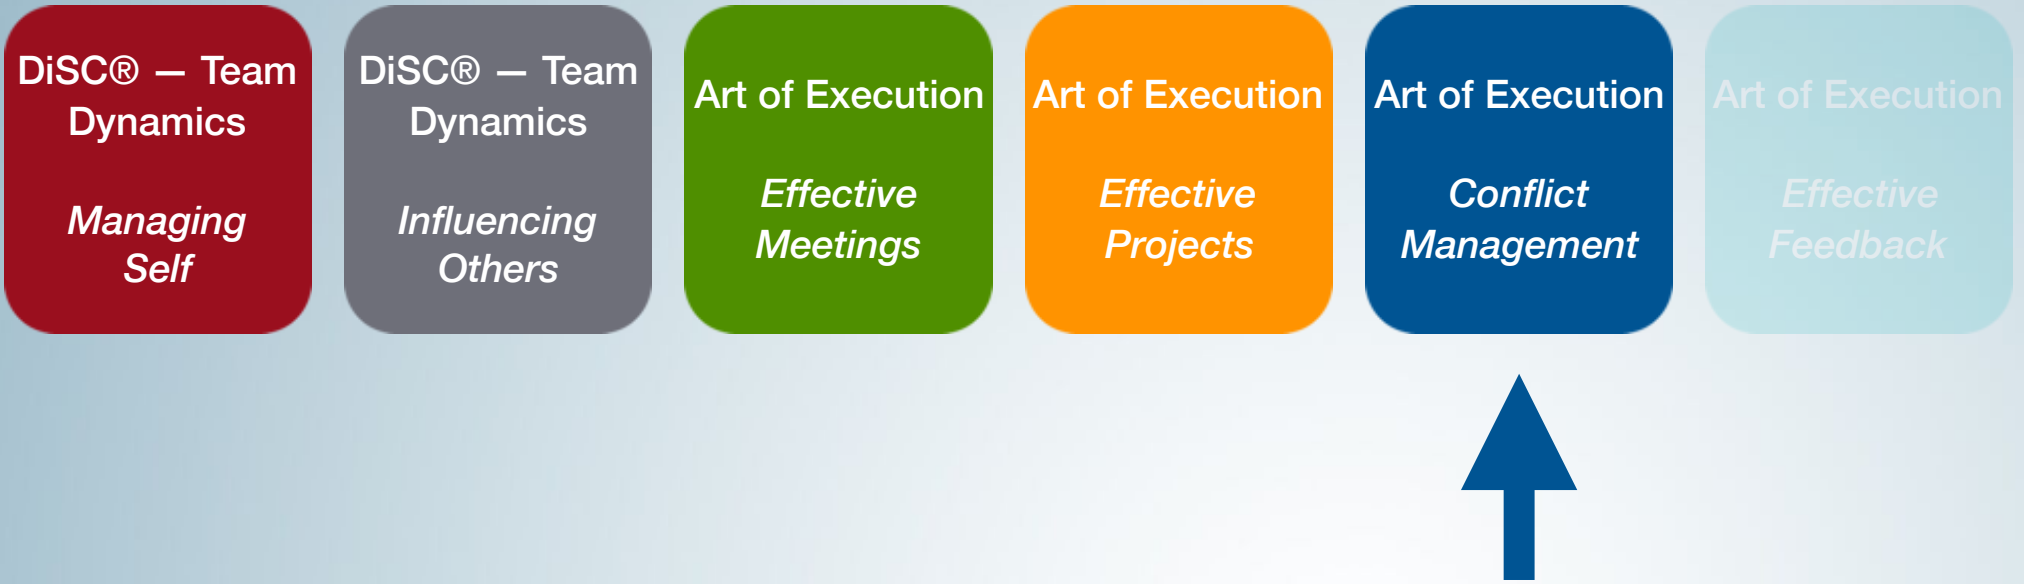 DiSC® — Team
Dynamics
Managing
Self
DiSC® — Team
Dynamics
Influencing
Others
Art of Execution
Effective
Meetings
Art of Execution
Effective
Projects
Art of Execution
Conflict
Management
Art of Execution
Effective
Feedback